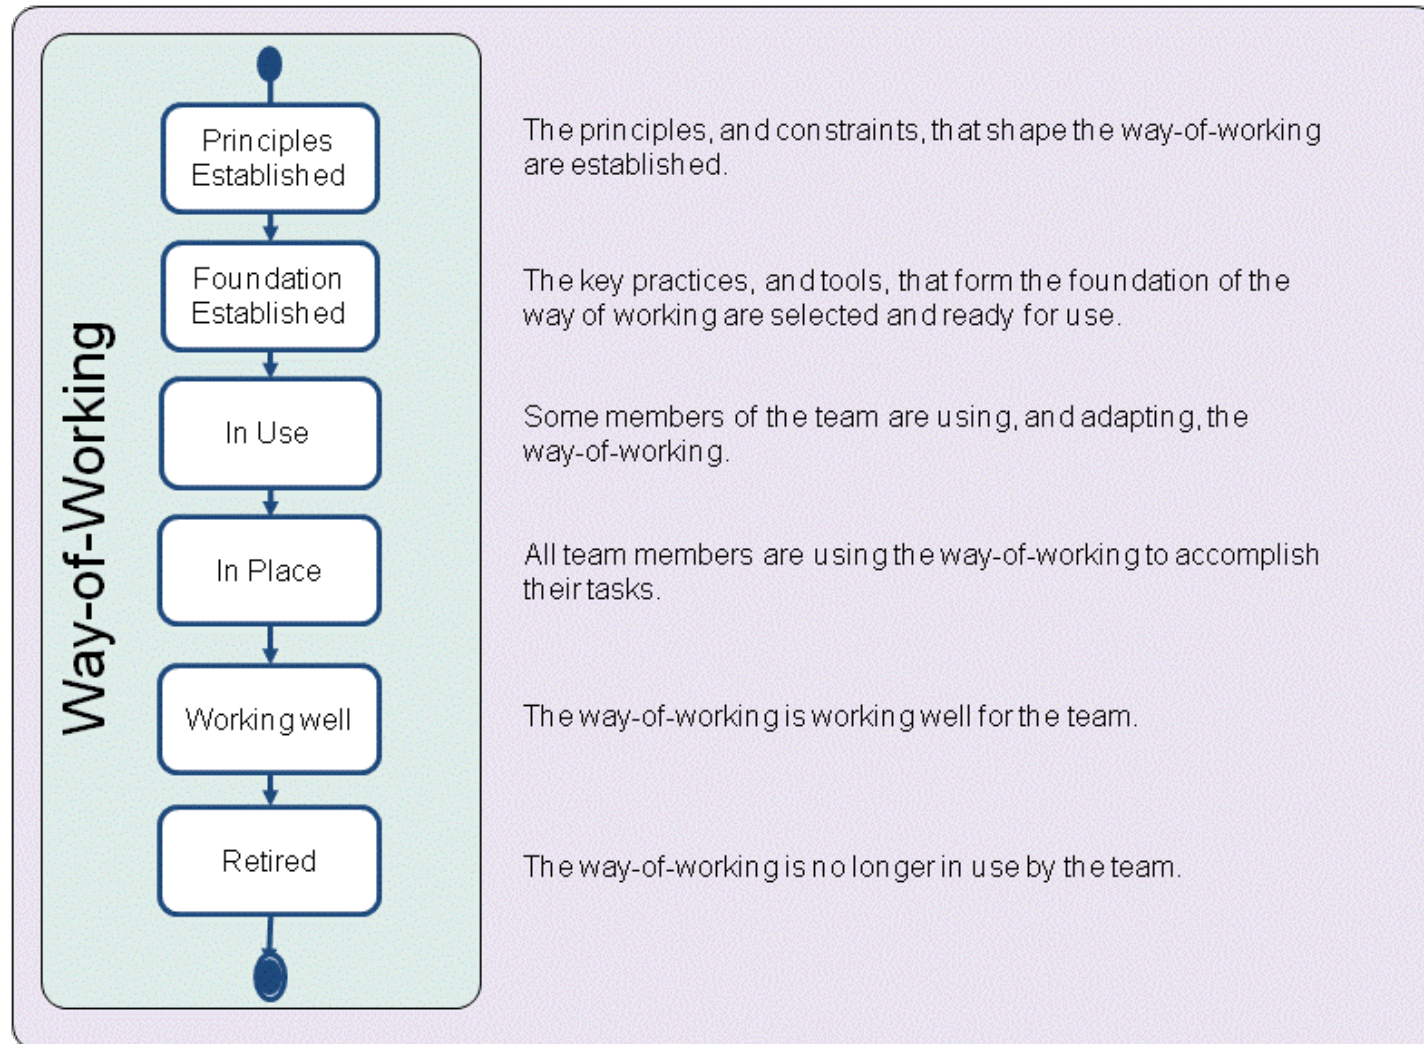 Way-of-Working
Principles
Established
The principles, and constraints, that shape the way-of-working
are established.
Foundation
Established
The key practices, and tools, that form the foundation of the
way of working are selected and ready for use.
In Use
Some members of the team are using, and adapting, the
way-of-working.
In Place
All team members are using the way-of-working to accomplish
their tasks.
Working well
The way-of-working is working well for the team.
Retired
The way-of-working is no longer in use by the team.